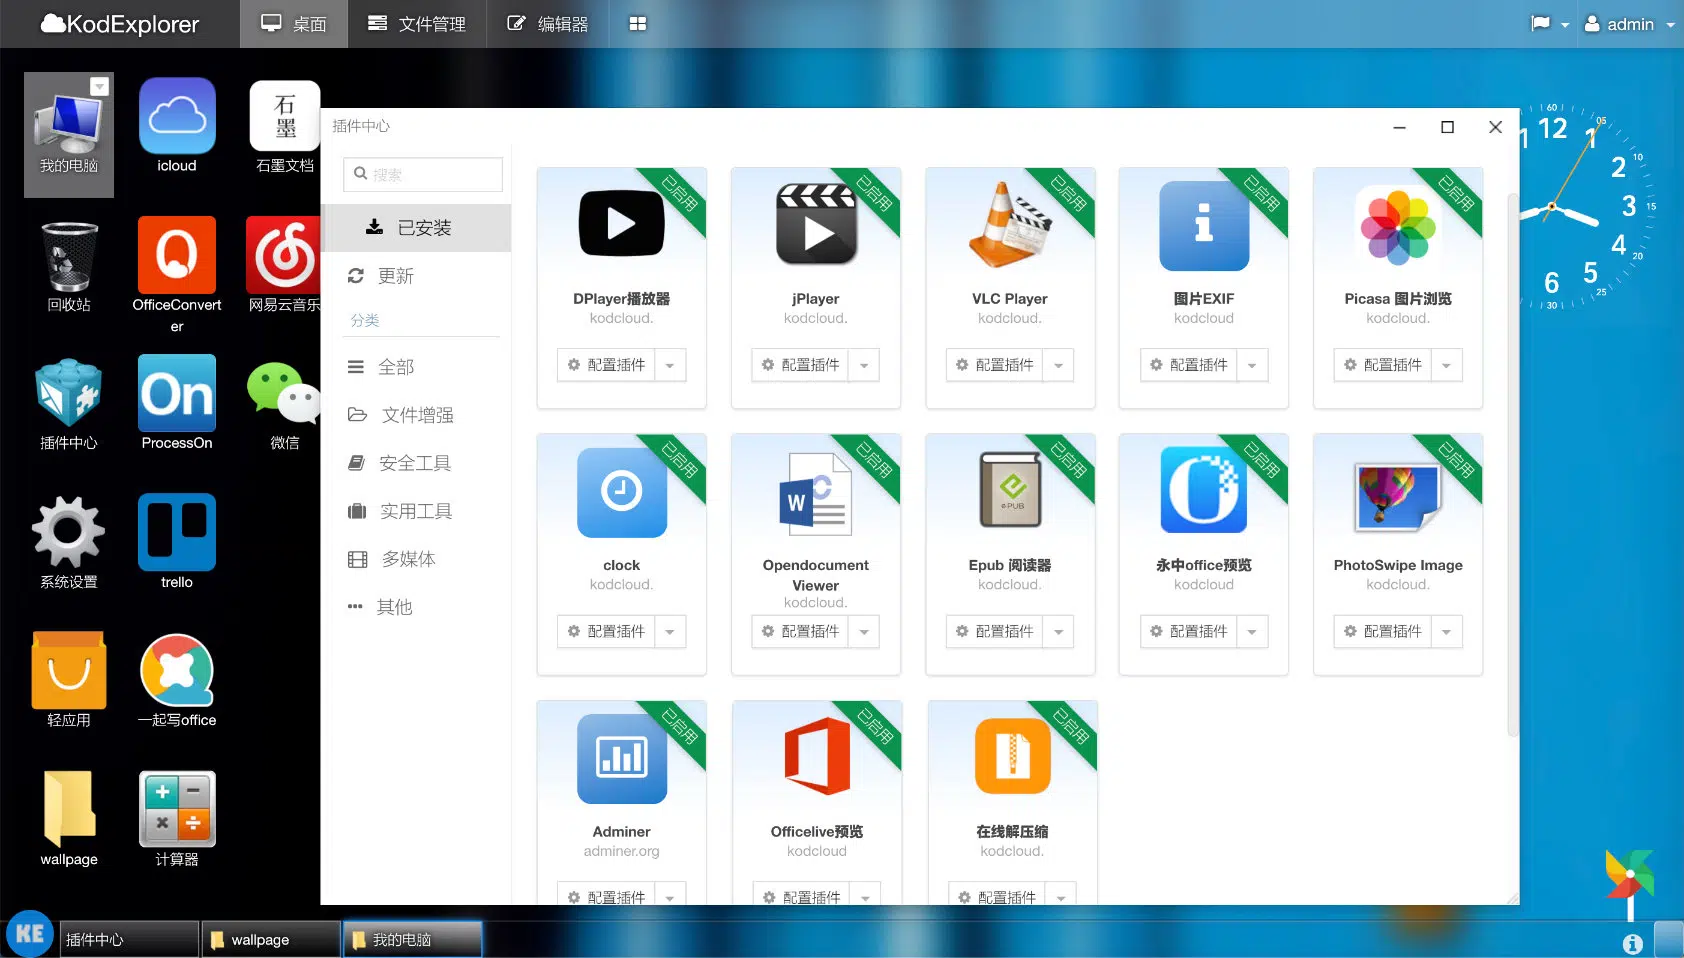 KodExplorer
桌面
文件管理
编辑器
admin
我的电脑
icloud
石墨
石墨文档
回收站
OfficeConvert
er
网易云音乐
插件中心
On
ProcessOn
微信
系统设置
trello
轻应用
一起写office
wallpage
计算器
插件中心
搜索
已安装
更新
分类
全部
文件增强
安全工具
实用工具
多媒体
其他
已启用
DPlayer播放器
kodcloud.
配置插件
已启用
jPlayer
kodcloud.
配置插件
已启用
VLC Player
kodcloud.
配置插件
已启用
图片EXIF
kodcloud
配置插件
已启用
Picasa 图片浏览
kodcloud.
配置插件
已启用
clock
kodcloud.
配置插件
已启用
W
C
Opendocument
Viewer
kodcloud.
配置插件
已启用
ePUB
Epub 阅读器
kodcloud.
配置插件
已启用
永中office预览
kodcloud
配置插件
已启用
PhotoSwipe Image
kodcloud.
配置插件
已启用
Adminer
adminer.org
配置插件
已启用
Officelive预览
kodcloud
配置插件
已启用
在线解压缩
kodcloud.
配置插件
60
05
10
15
20
25
30
12
1
2
3
4
5
6
1
KE
插件中心
wallpage
我的电脑